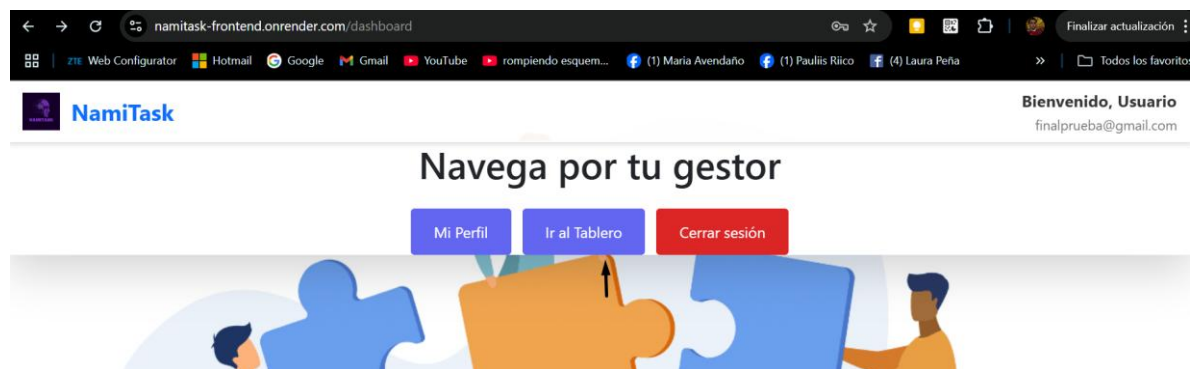 namitask-frontend.onrender.com/dashboard
Finalizar actualización
ZTE Web Configurator Hotmail Google Gmail YouTube rompiendo esquem... (1) Maria Avendaño (1) Pauliis Riico (4) Laura Peña » Todos los favoritos
NamiTask
Bienvenido, Usuario
finalprueba@gmail.com
Navega por tu gestor
Mi Perfil Ir al Tablero Cerrar sesión